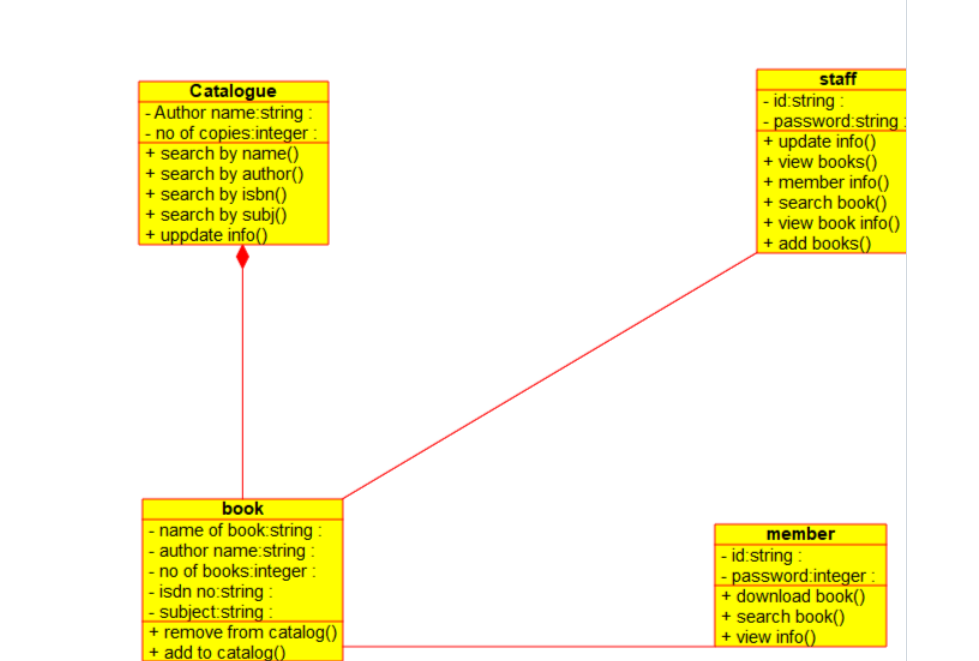 Catalogue
- Author name:string :
- no of copies:integer :
+ search by name()
+ search by author()
+ search by isbn()
+ search by subj()
+ uppdate info()
staff
- id:string :
- password:string :
+ update info()
+ view books()
+ member info()
+ search book()
+ view book info()
+ add books()
book
- name of book:string :
- author name:string :
- no of books:integer :
- isdn no:string :
- subject:string :
+ remove from catalog()
+ add to catalog()
member
- id:string :
- password:integer :
+ download book()
+ search book()
+ view info()